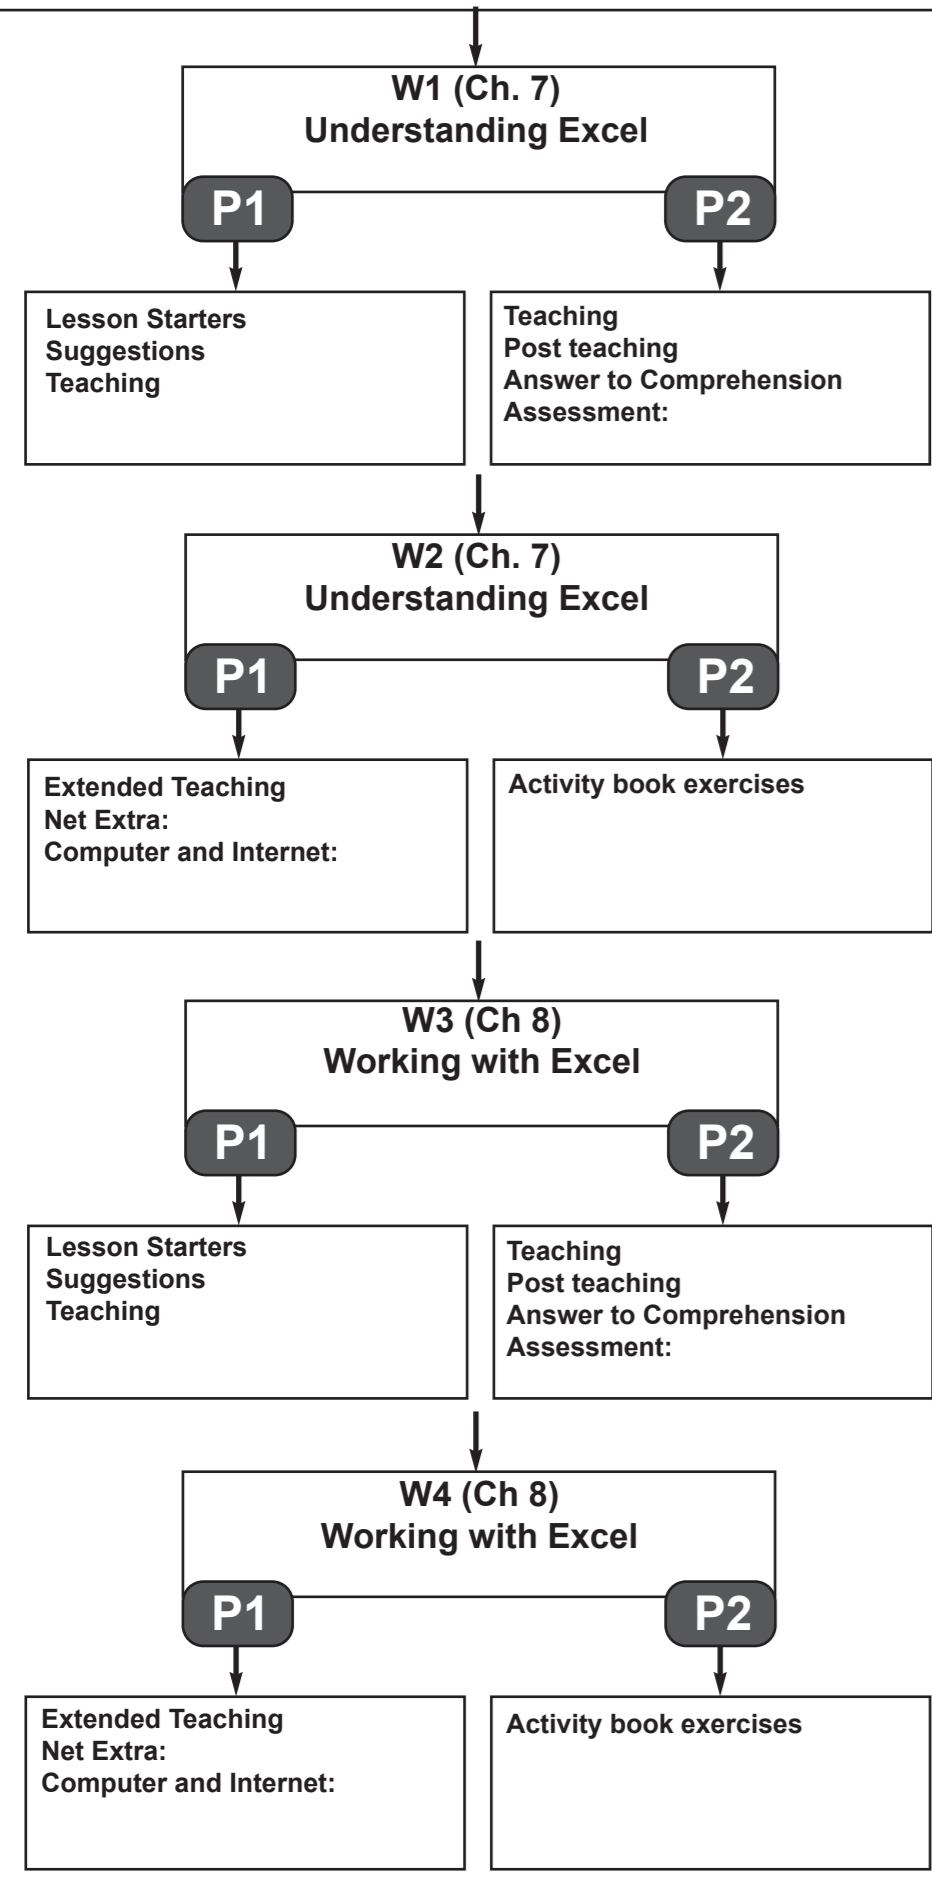 W1 (Ch. 7)
Understanding Excel
P1
P2
Lesson Starters
Suggestions
Teaching
Teaching
Post teaching
Answer to Comprehension
Assessment:
W2 (Ch. 7)
Understanding Excel
P1
P2
Extended Teaching
Net Extra:
Computer and Internet:
Activity book exercises
W3 (Ch 8)
Working with Excel
P1
P2
Lesson Starters
Suggestions
Teaching
Teaching
Post teaching
Answer to Comprehension
Assessment:
W4 (Ch 8)
Working with Excel
P1
P2
Extended Teaching
Net Extra:
Computer and Internet:
Activity book exercises